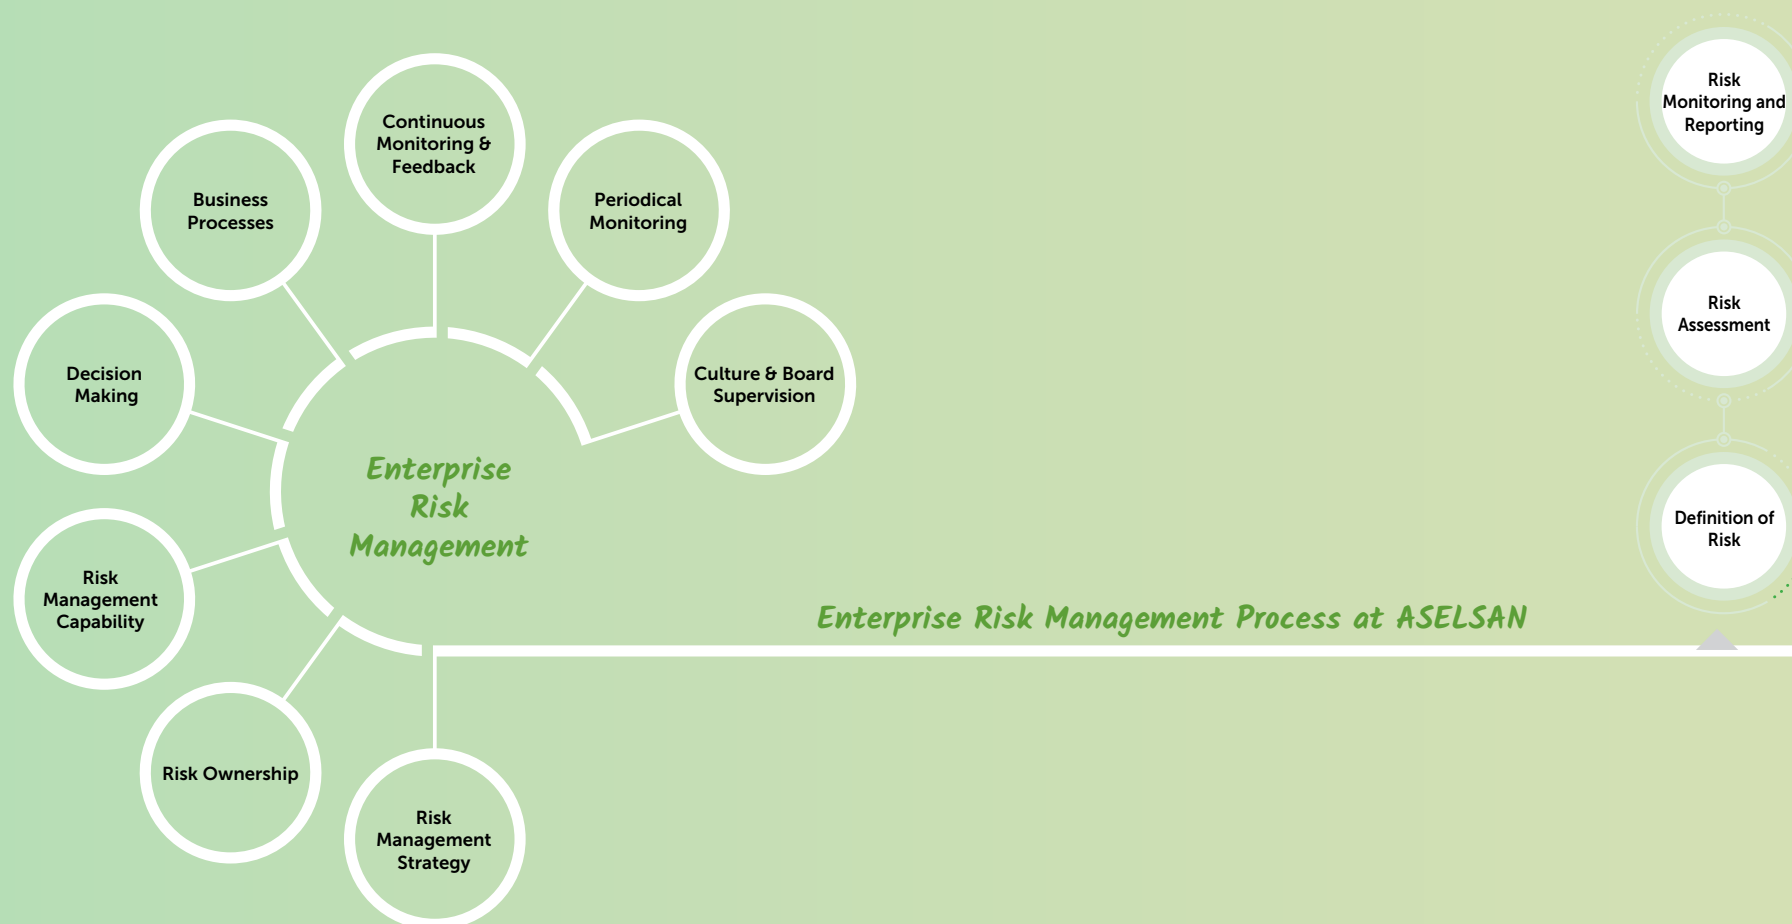 Continuous
Monitoring &
Feedback
Business
Processes
Periodical
Monitoring
Decision
Making
Culture & Board
Supervision
Enterprise
Risk
Management
Risk
Management
Capability
Risk Ownership
Risk
Management
Strategy
Enterprise Risk Management Process at ASELSAN
Risk
Monitoring and
Reporting
Risk
Assessment
Definition of
Risk